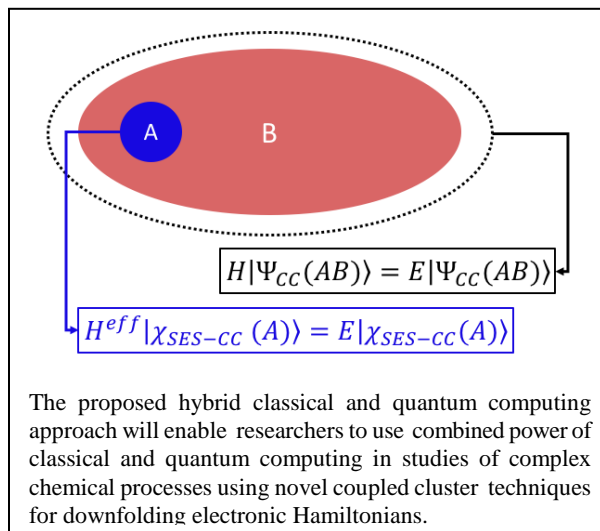 A
B
H|Ψ_CC(AB)⟩ = E|Ψ_CC(AB)⟩
H^eff|χ_SES−CC (A)⟩ = E|χ_SES−CC(A)⟩
The proposed hybrid classical and quantum computing
approach will enable researchers to use combined power of
classical and quantum computing in studies of complex
chemical processes using novel coupled cluster techniques
for downfolding electronic Hamiltonians.